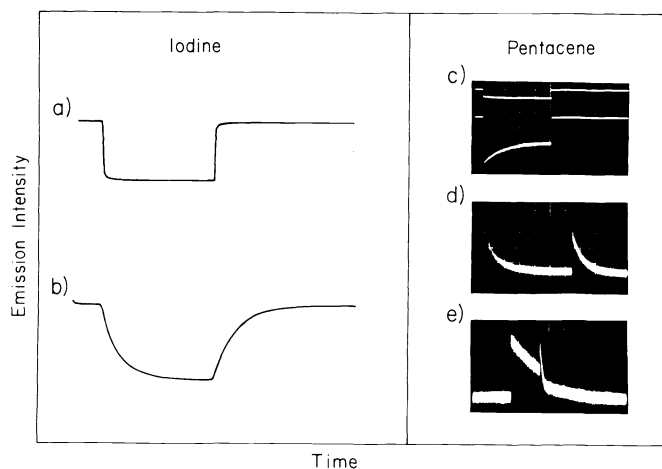 Iodine
a)
b)
Emission Intensity
Pentacene
c)
d)
e)
Time